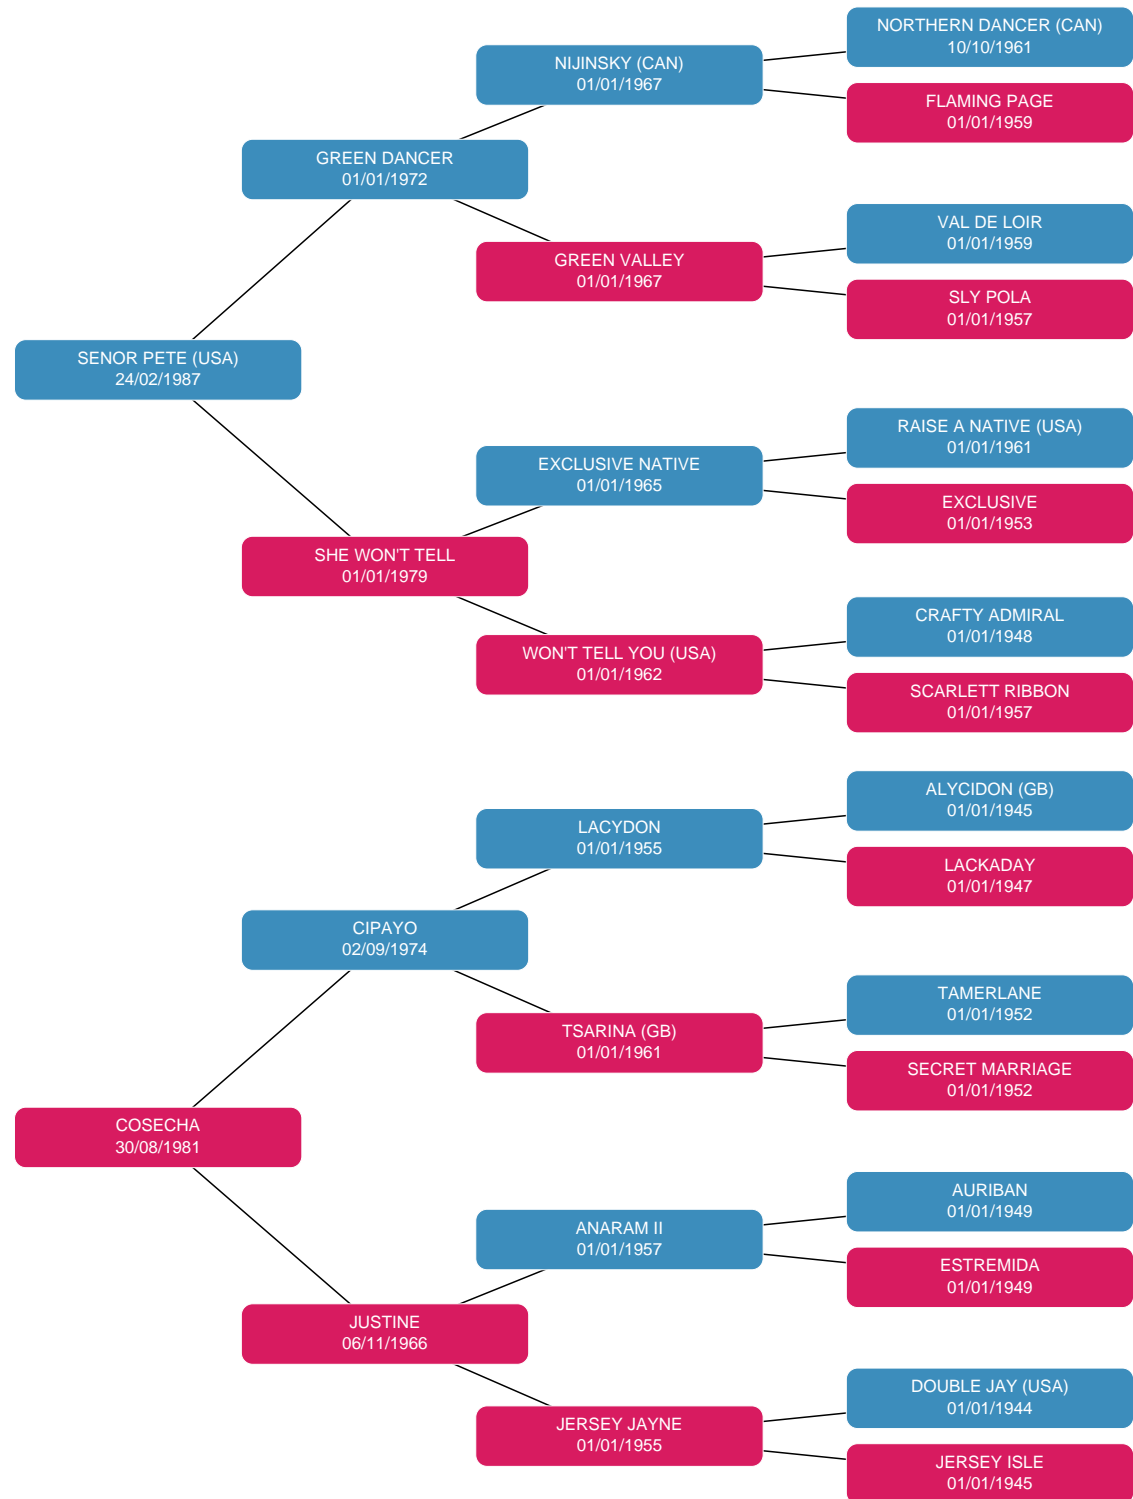 NORTHERN DANCER (CAN)
10/10/1961
NIJINSKY (CAN)
01/01/1967
FLAMING PAGE
01/01/1959
GREEN DANCER
01/01/1972
VAL DE LOIR
01/01/1959
GREEN VALLEY
01/01/1967
SLY POLA
01/01/1957
SENOR PETE (USA)
24/02/1987
RAISE A NATIVE (USA)
01/01/1961
EXCLUSIVE NATIVE
01/01/1965
EXCLUSIVE
01/01/1953
SHE WON'T TELL
01/01/1979
CRAFTY ADMIRAL
01/01/1948
WON'T TELL YOU (USA)
01/01/1962
SCARLETT RIBBON
01/01/1957
ALYCIDON (GB)
01/01/1945
LACYDON
01/01/1955
LACKADAY
01/01/1947
CIPAYO
02/09/1974
TAMERLANE
01/01/1952
TSARINA (GB)
01/01/1961
SECRET MARRIAGE
01/01/1952
COSECHA
30/08/1981
AURIBAN
01/01/1949
ANARAM II
01/01/1957
ESTREMIDA
01/01/1949
JUSTINE
06/11/1966
DOUBLE JAY (USA)
01/01/1944
JERSEY JAYNE
01/01/1955
JERSEY ISLE
01/01/1945